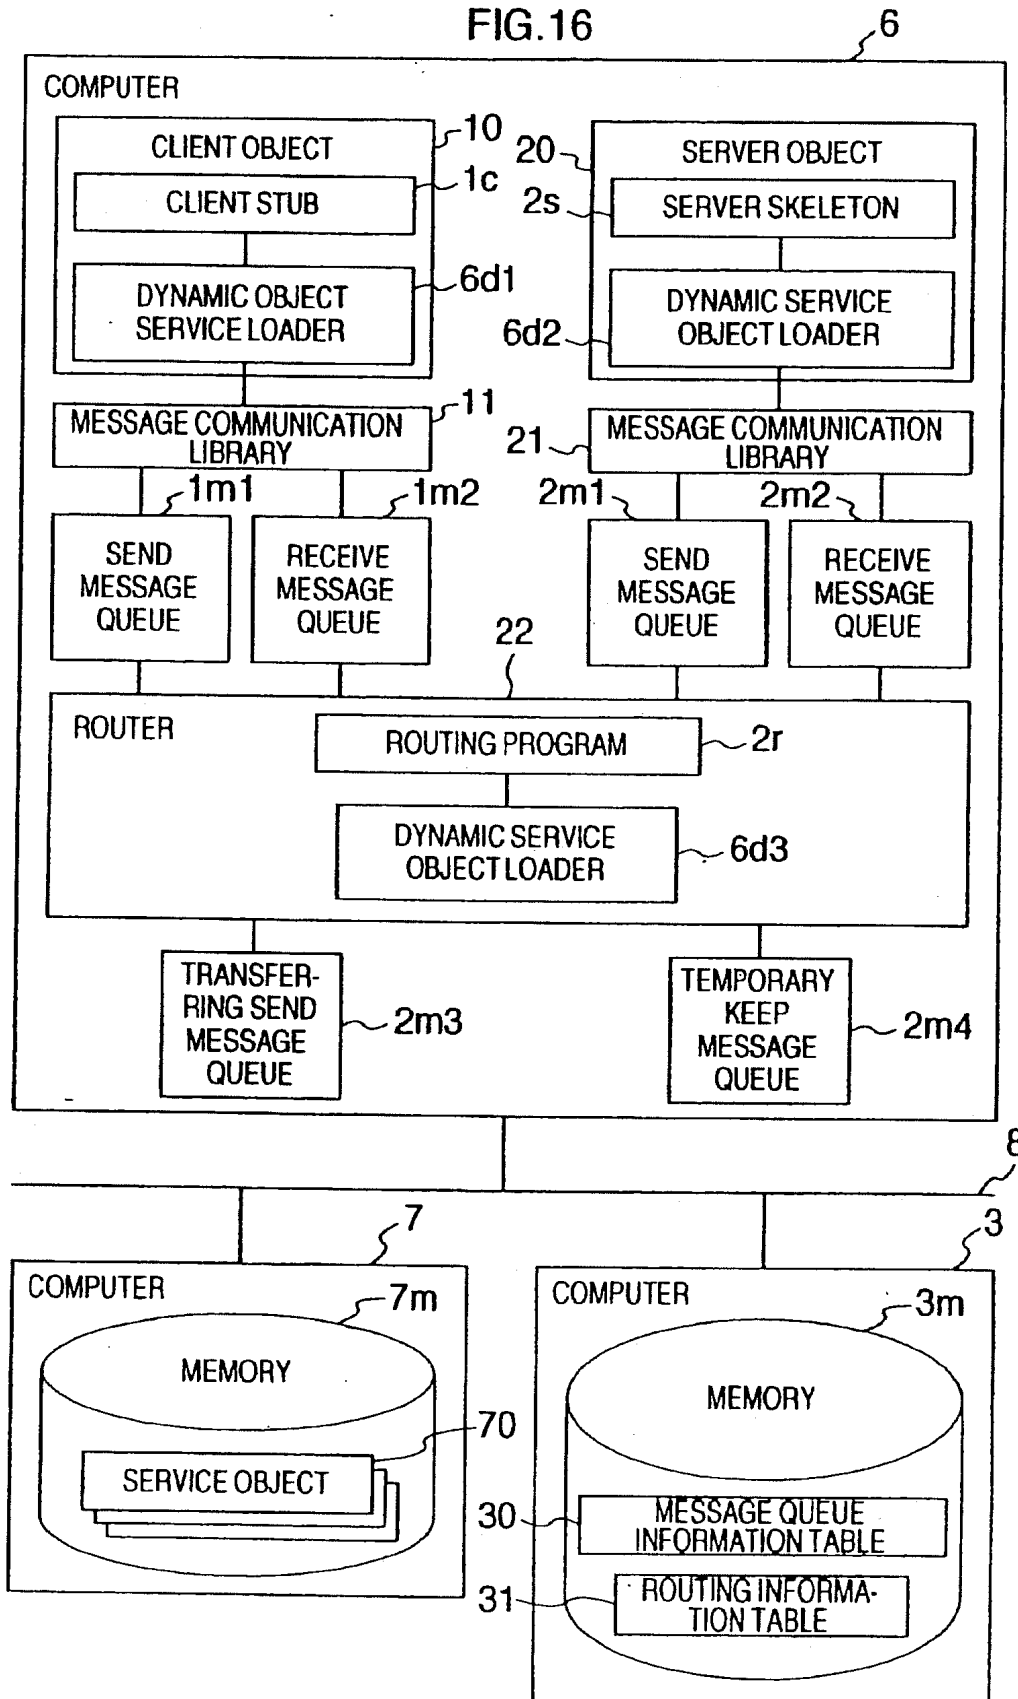 FIG.16
6
COMPUTER
10
CLIENT OBJECT
1c
CLIENT STUB
6d1
DYNAMIC OBJECT
SERVICE LOADER
20
SERVER OBJECT
2s
SERVER SKELETON
6d2
DYNAMIC SERVICE
OBJECT LOADER
11
MESSAGE COMMUNICATION
LIBRARY
21
MESSAGE COMMUNICATION
LIBRARY
1m1
1m2
2m1
2m2
SEND
MESSAGE
QUEUE
RECEIVE
MESSAGE
QUEUE
SEND
MESSAGE
QUEUE
RECEIVE
MESSAGE
QUEUE
22
ROUTER
ROUTING PROGRAM
2r
DYNAMIC SERVICE
OBJECT LOADER
6d3
TRANSFER-
RING SEND
MESSAGE
QUEUE
2m3
TEMPORARY
KEEP
MESSAGE
QUEUE
2m4
8
7
COMPUTER
7m
MEMORY
70
SERVICE OBJECT
3
COMPUTER
3m
MEMORY
30
MESSAGE QUEUE
INFORMATION TABLE
31
ROUTING INFORMA-
TION TABLE